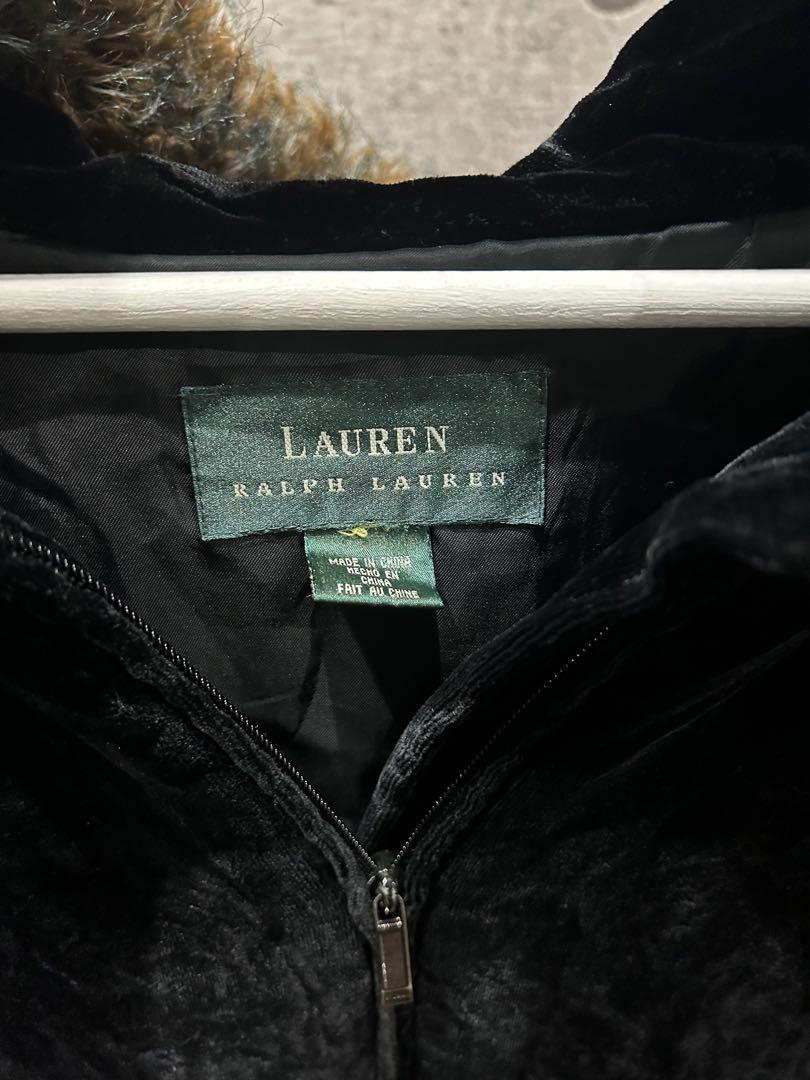 LAUREN
RALPH LAUREN
MADE IN CHINA
HECHO EN
CHINA
FAIT AU CHINE